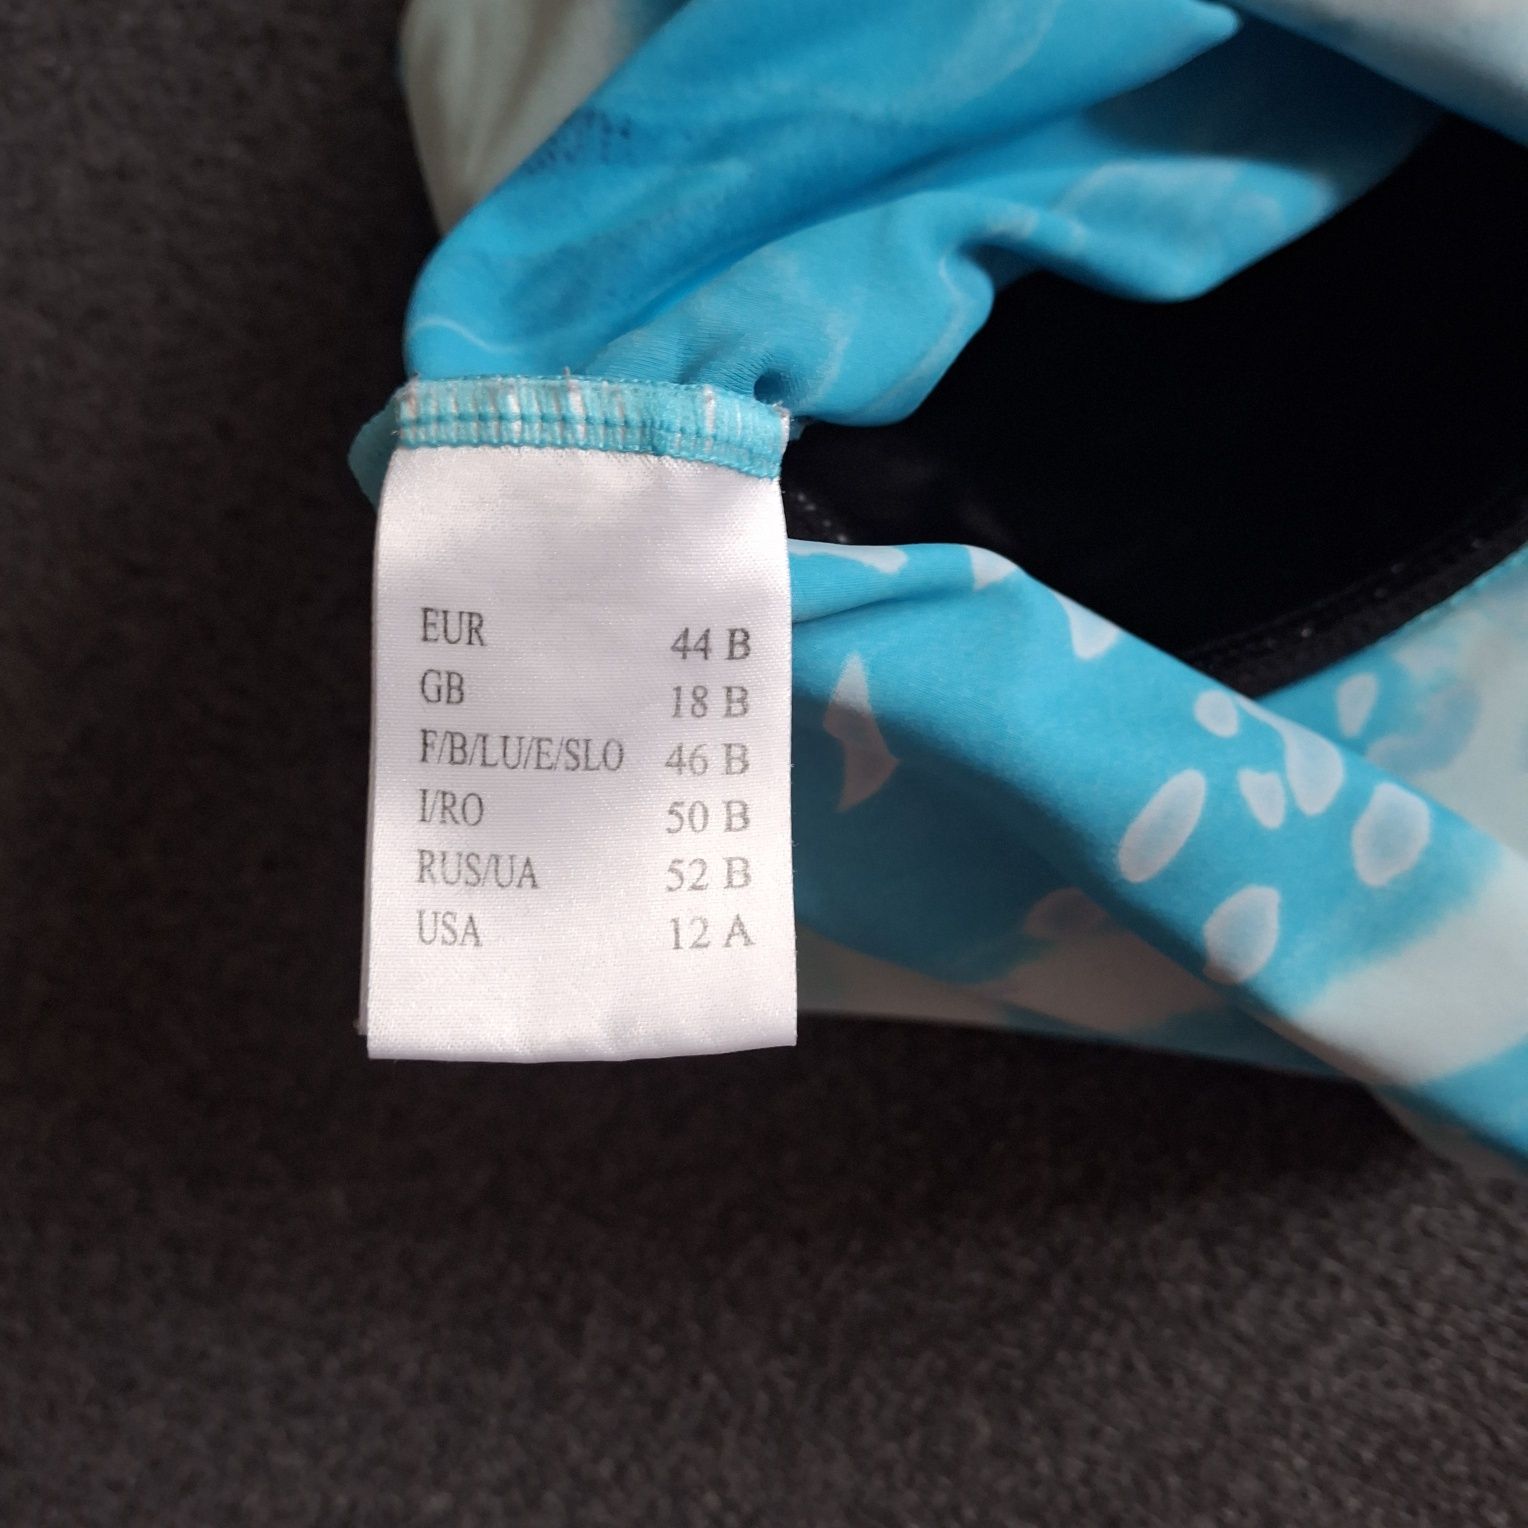 EUR 44 B
GB 18 B
F/B/LU/E/SLO 46 B
I/RO 50 B
RUS/UA 52 B
USA 12 A